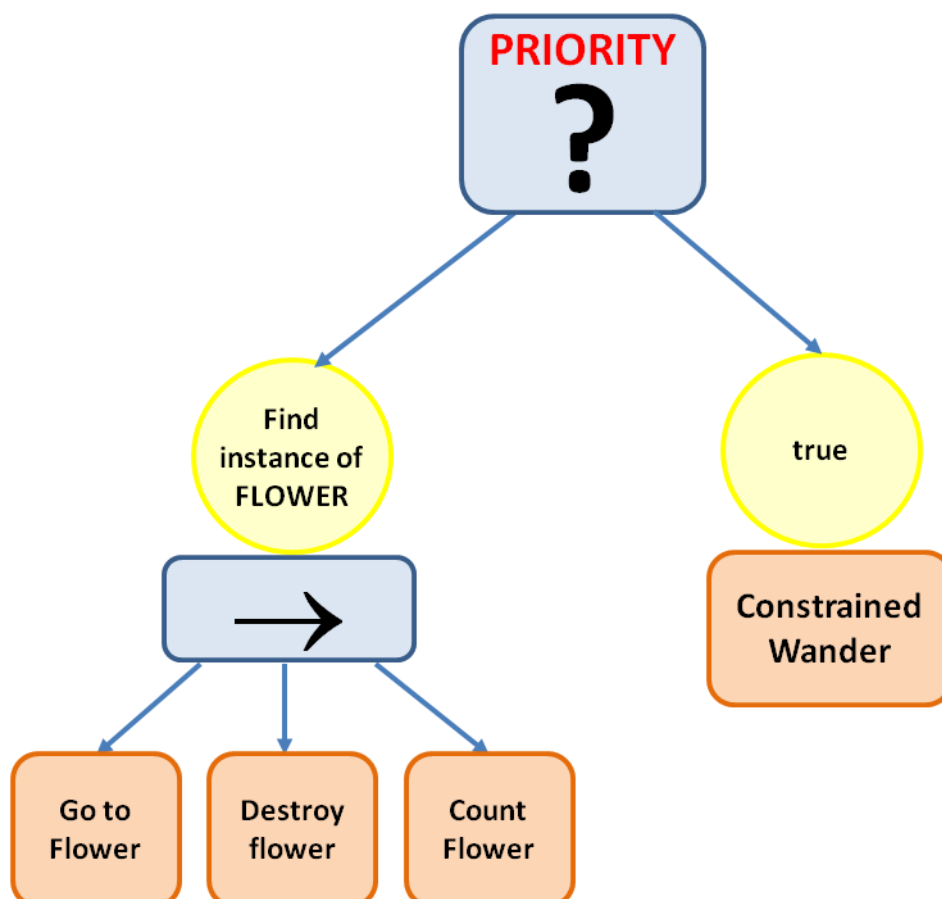 PRIORITY
?
Find
instance of
FLOWER
true
→
Constrained
Wander
Go to
Flower
Destroy
flower
Count
Flower